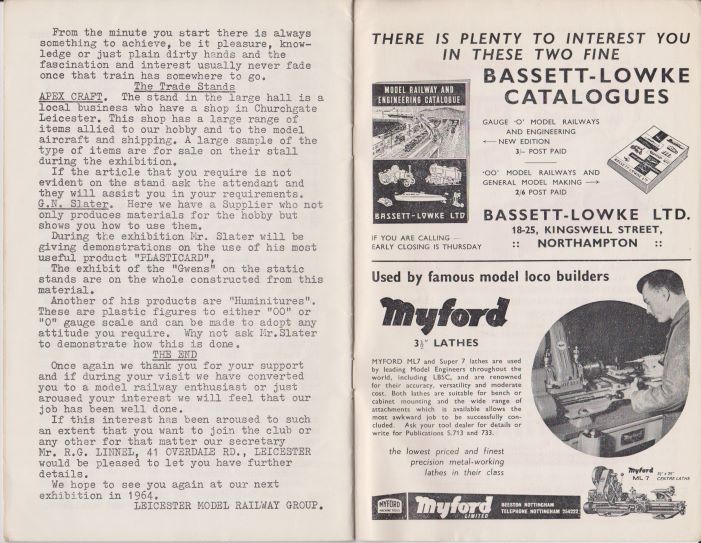 From the minute you start there is always
something to achieve, be it pleasure, know-
ledge or just plain dirty hands and the
fascination and interest usually never fade
once that train has somewhere to go.
The Trade Stands
APEX CRAFT. The stand in the large hall is a
local business who have a shop in Churchgate
Leicester. This shop has a large range of
items allied to our hobby and to the model
aircraft and shipping. A large sample of the
type of items are for sale on their stall
during the exhibition.
If the article that you require is not
evident on the stand ask the attendant and
they will assist you in your requirements.
G.N. Slater. Here we have a Supplier who not
only produces materials for the hobby but
shows you how to use them.
During the exhibition Mr. Slater will be
giving demonstrations on the use of his most
useful product "PLASTICARD",
The exhibit of the "Gwens" on the static
stands are on the whole constructed from this
material.
Another of his products are "Huminitures".
These are plastic figures to either "OO" or
"O" gauge scale and can be made to adopt any
attitude you require. Why not ask Mr.Slater
to demonstrate how this is done.
THE END
Once again we thank you for your support
and if during your visit we have converted
you to a model railway enthusiast or just
aroused your interest we will feel that our
job has been well done.
If this interest has been aroused to such
an extent that you want to join the club or
any other for that matter our secretary
Mr. R.G. LINNEL, 41 OVERDALE RD., LEICESTER
would be pleased to let you have further
details.
We hope to see you again at our next
exhibition in 1964.
LEICESTER MODEL RAILWAY GROUP.
THERE IS PLENTY TO INTEREST YOU
IN THESE TWO FINE
BASSETT-LOWKE
CATALOGUES
MODEL RAILWAY AND
ENGINEERING CATALOGUE
BASSETT-LOWKE LTD
GAUGE 'O' MODEL RAILWAYS
AND ENGINEERING
← NEW EDITION
3/- POST PAID
'OO' MODEL RAILWAYS AND
GENERAL MODEL MAKING →
2/6 POST PAID
IF YOU ARE CALLING—
EARLY CLOSING IS THURSDAY
BASSETT-LOWKE LTD.
18-25, KINGSWELL STREET,
:: NORTHAMPTON ::
Used by famous model loco builders
Myford
3½" LATHES
MYFORD ML7 and Super 7 lathes are used
by leading Model Engineers throughout the
world, including LBSC, and are renowned
for their accuracy, versatility and moderate
cost. Both lathes are suitable for bench or
cabinet mounting and the wide range of
attachments which is available allows the
most awkward job to be successfully con-
cluded. Ask your tool dealer for details or
write for Publications S.713 and 733.
the lowest priced and finest
precision metal-working
lathes in their class
MYFORD
Myford
LIMITED
BEESTON NOTTINGHAM
TELEPHONE NOTTINGHAM 254222
Myford
ML 7
CENTRE LATHE